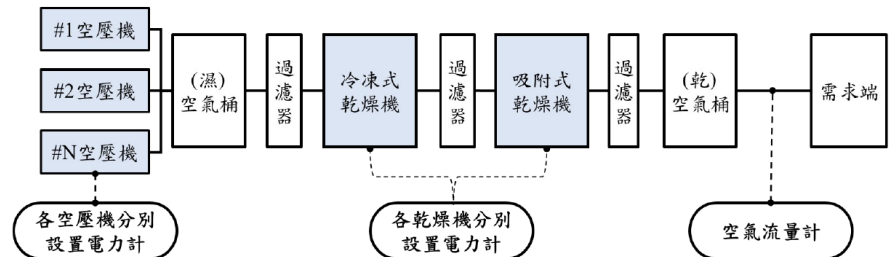 #1空壓機
#2空壓機
#N空壓機
(濕)
空氣桶
過濾器
冷凍式
乾燥機
過濾器
吸附式
乾燥機
過濾器
(乾)
空氣桶
需求端
各空壓機分別
設置電力計
各乾燥機分別
設置電力計
空氣流量計